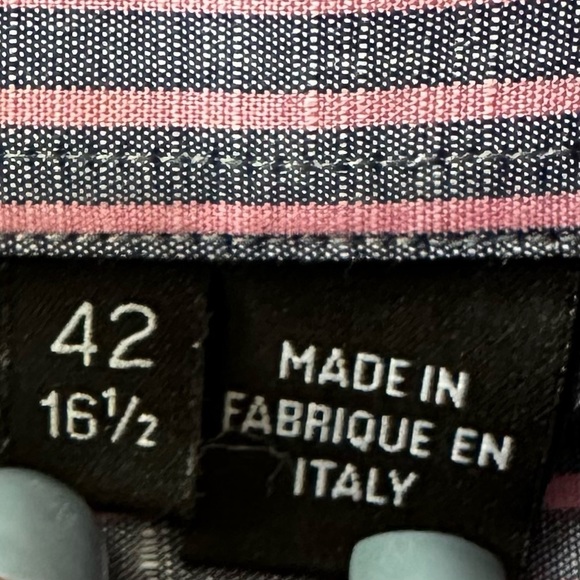 42
16½
MADE IN
FABRIQUE EN
ITALY